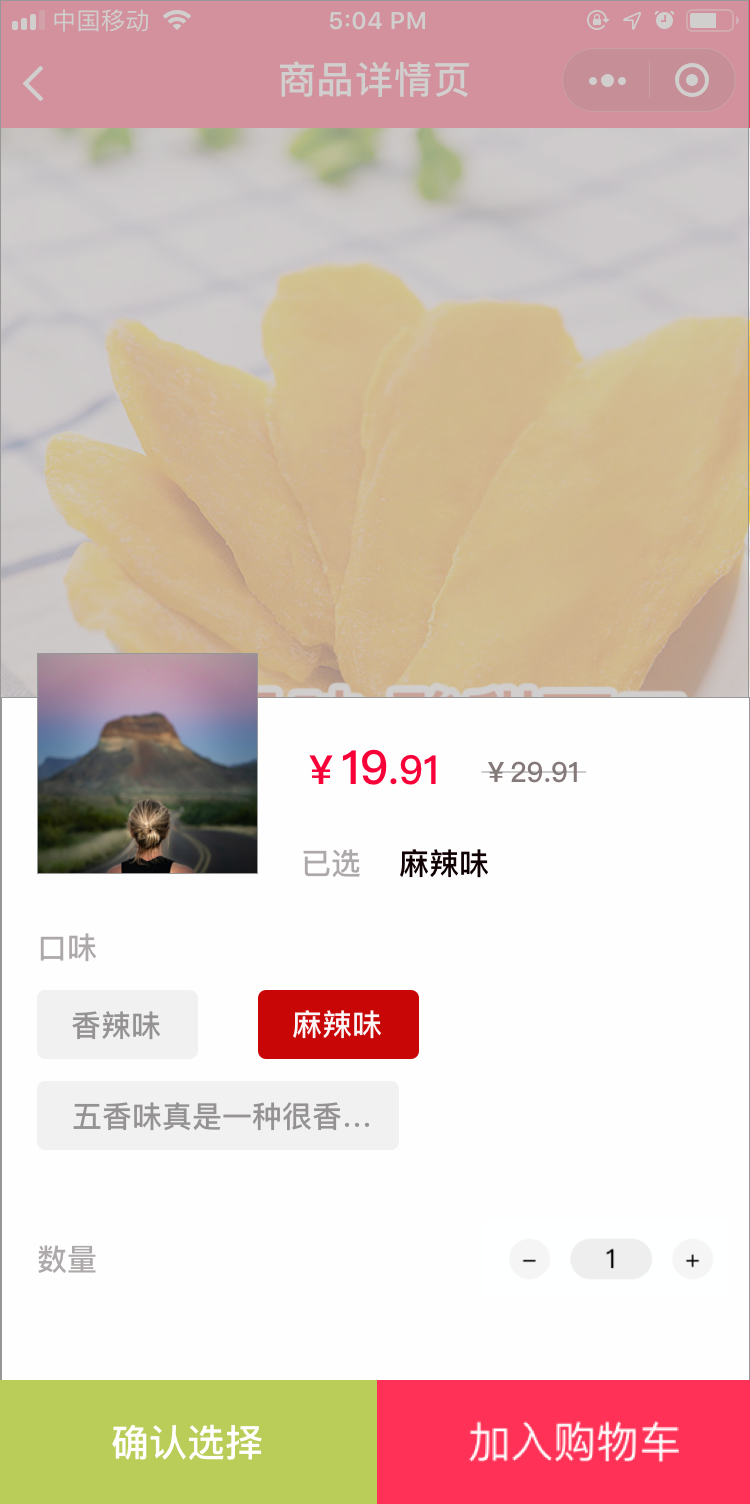 中国移动 5:04 PM
商品详情页
¥ 19.91 ¥ 29.91
已选 麻辣味
口味
香辣味 麻辣味
五香味真是一种很香...
数量 − 1 +
确认选择 加入购物车